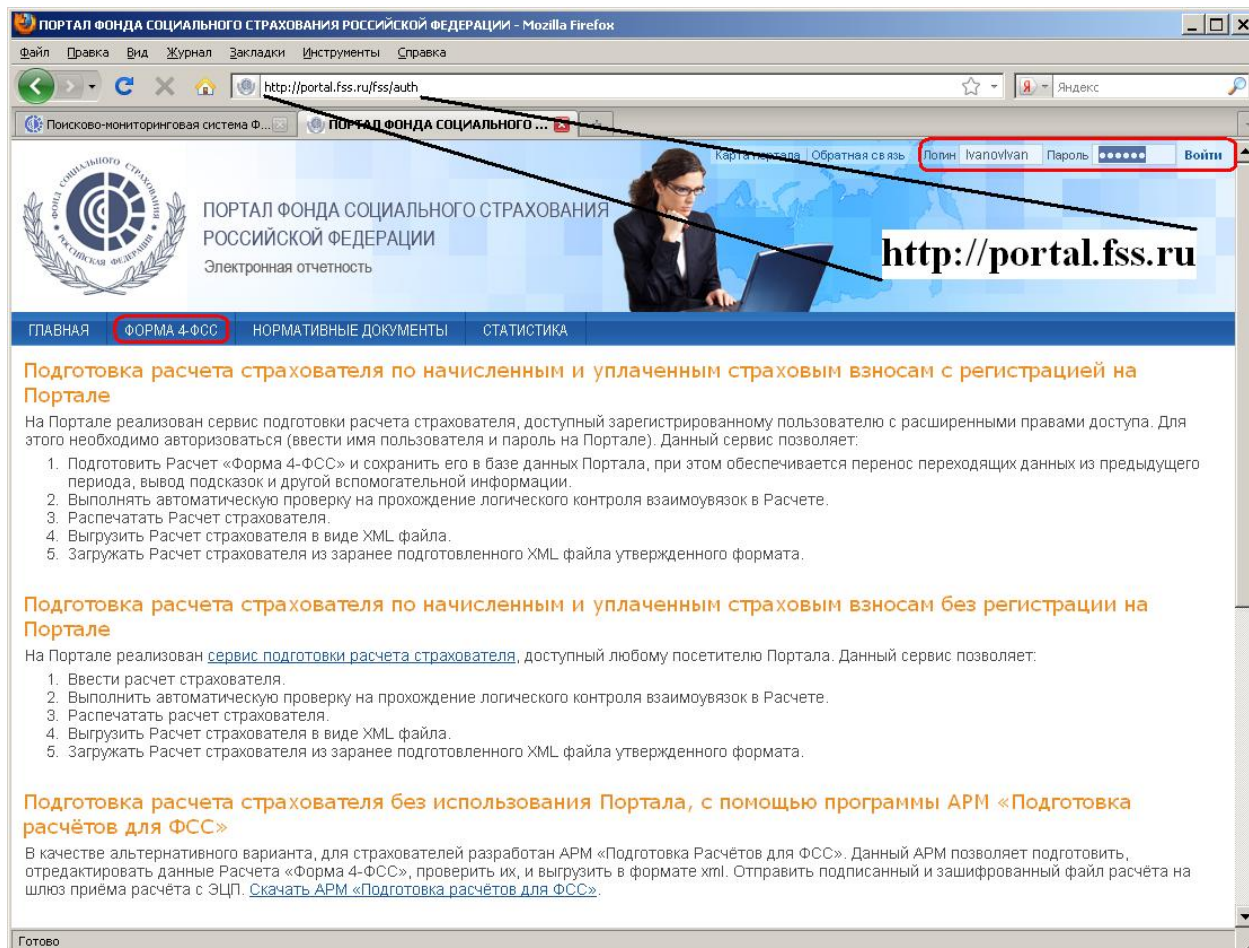 ПОРТАЛ ФОНДА СОЦИАЛЬНОГО СТРАХОВАНИЯ РОССИЙСКОЙ ФЕДЕРАЦИИ - Mozilla Firefox
Файл Правка Вид Журнал Закладки Инструменты Справка
http://portal.fss.ru/fss/auth
Яндекс
Поисково-мониторинговая система Ф...
ПОРТАЛ ФОНДА СОЦИАЛЬНОГО ...
Карта портала Обратная связь Логин IvanovIvan Пароль •••••• Войти
ФОНД СОЦИАЛЬНОГО СТРАХОВАНИЯ РОССИЙСКАЯ ФЕДЕРАЦИЯ
ПОРТАЛ ФОНДА СОЦИАЛЬНОГО СТРАХОВАНИЯ
РОССИЙСКОЙ ФЕДЕРАЦИИ
Электронная отчетность
http://portal.fss.ru
ГЛАВНАЯ ФОРМА 4-ФСС НОРМАТИВНЫЕ ДОКУМЕНТЫ СТАТИСТИКА
Подготовка расчета страхователя по начисленным и уплаченным страховым взносам с регистрацией на
Портале
На Портале реализован сервис подготовки расчета страхователя, доступный зарегистрированному пользователю с расширенными правами доступа. Для
этого необходимо авторизоваться (ввести имя пользователя и пароль на Портале). Данный сервис позволяет:
1. Подготовить Расчет «Форма 4-ФСС» и сохранить его в базе данных Портала, при этом обеспечивается перенос переходящих данных из предыдущего
периода, вывод подсказок и другой вспомогательной информации.
2. Выполнять автоматическую проверку на прохождение логического контроля взаимоувязок в Расчете.
3. Распечатать Расчет страхователя.
4. Выгрузить Расчет страхователя в виде XML файла.
5. Загружать Расчет страхователя из заранее подготовленного XML файла утвержденного формата.
Подготовка расчета страхователя по начисленным и уплаченным страховым взносам без регистрации на
Портале
На Портале реализован сервис подготовки расчета страхователя, доступный любому посетителю Портала. Данный сервис позволяет:
1. Ввести расчет страхователя.
2. Выполнить автоматическую проверку на прохождение логического контроля взаимоувязок в Расчете.
3. Распечатать расчет страхователя.
4. Выгрузить Расчет страхователя в виде XML файла.
5. Загружать Расчет страхователя из заранее подготовленного XML файла утвержденного формата.
Подготовка расчета страхователя без использования Портала, с помощью программы АРМ «Подготовка
расчётов для ФСС»
В качестве альтернативного варианта, для страхователей разработан АРМ «Подготовка Расчётов для ФСС». Данный АРМ позволяет подготовить,
отредактировать данные Расчета «Форма 4-ФСС», проверить их, и выгрузить в формате xml. Отправить подписанный и зашифрованный файл расчёта на
шлюз приёма расчёта с ЭЦП. Скачать АРМ «Подготовка расчётов для ФСС».
Готово